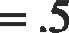 = .5